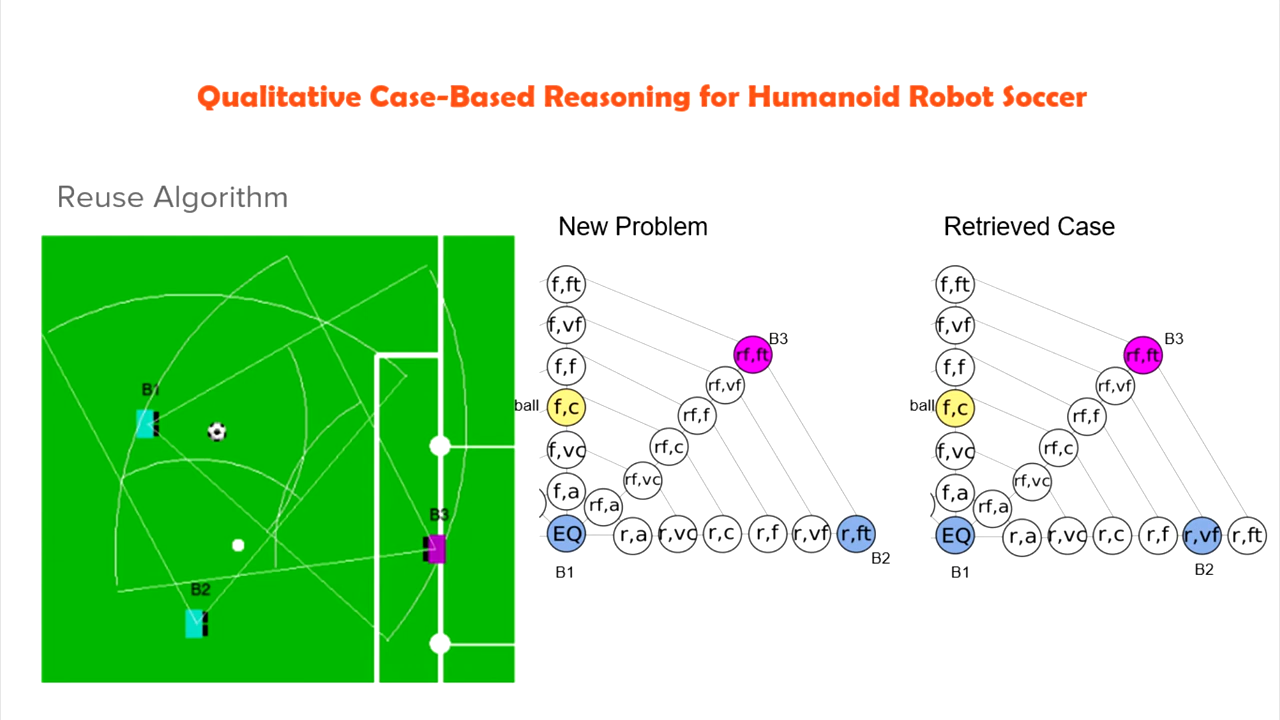 Qualitative Case-Based Reasoning for Humanoid Robot Soccer
Reuse Algorithm
B1
B3
B2
New Problem
f,ft
f,vf
B3
rf,ft
f,f
rf,vf
ball
f,c
rf,f
f,vc
rf,c
f,a
rf,vc
rf,a
EQ
r,a
r,vc
r,c
r,f
r,vf
r,ft
B1
B2
Retrieved Case
f,ft
f,vf
B3
rf,ft
f,f
rf,vf
ball
f,c
rf,f
f,vc
rf,c
f,a
rf,vc
rf,a
EQ
r,a
r,vc
r,c
r,f
r,vf
r,ft
B1
B2